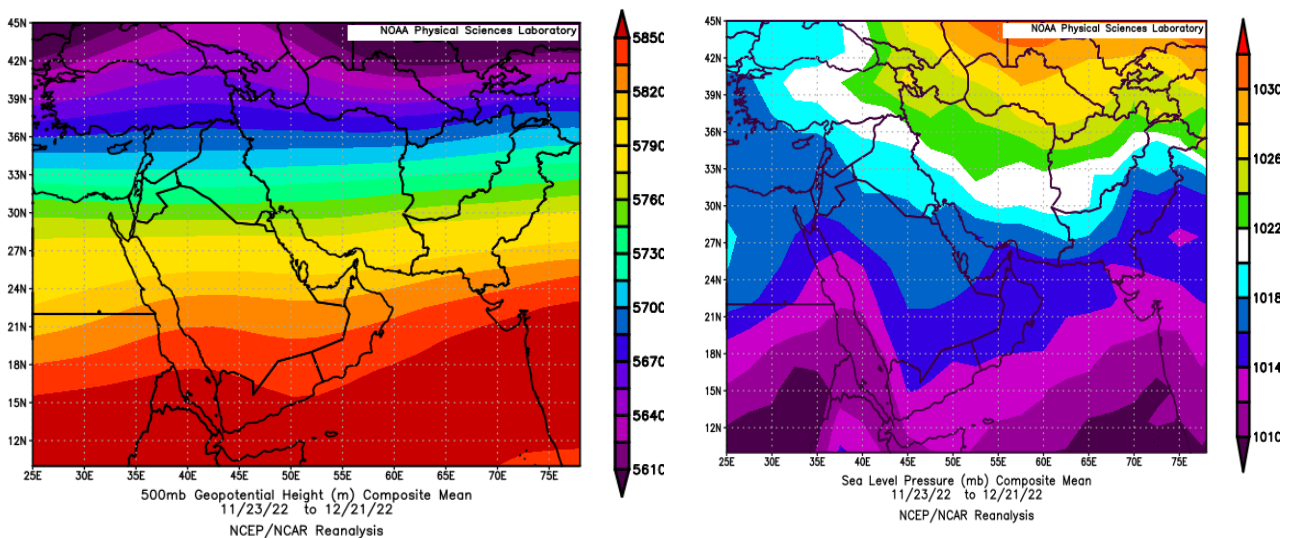 NOAA Physical Sciences Laboratory
45N
42N
39N
36N
33N
30N
27N
24N
21N
18N
15N
12N
25E 30E 35E 40E 45E 50E 55E 60E 65E 70E 75E
5850
5820
5790
5760
5730
5700
5670
5640
5610
500mb Geopotential Height (m) Composite Mean
11/23/22 to 12/21/22
NCEP/NCAR Reanalysis
NOAA Physical Sciences Laboratory
45N
42N
39N
36N
33N
30N
27N
24N
21N
18N
15N
12N
25E 30E 35E 40E 45E 50E 55E 60E 65E 70E 75E
1030
1026
1022
1018
1014
1010
Sea Level Pressure (mb) Composite Mean
11/23/22 to 12/21/22
NCEP/NCAR Reanalysis